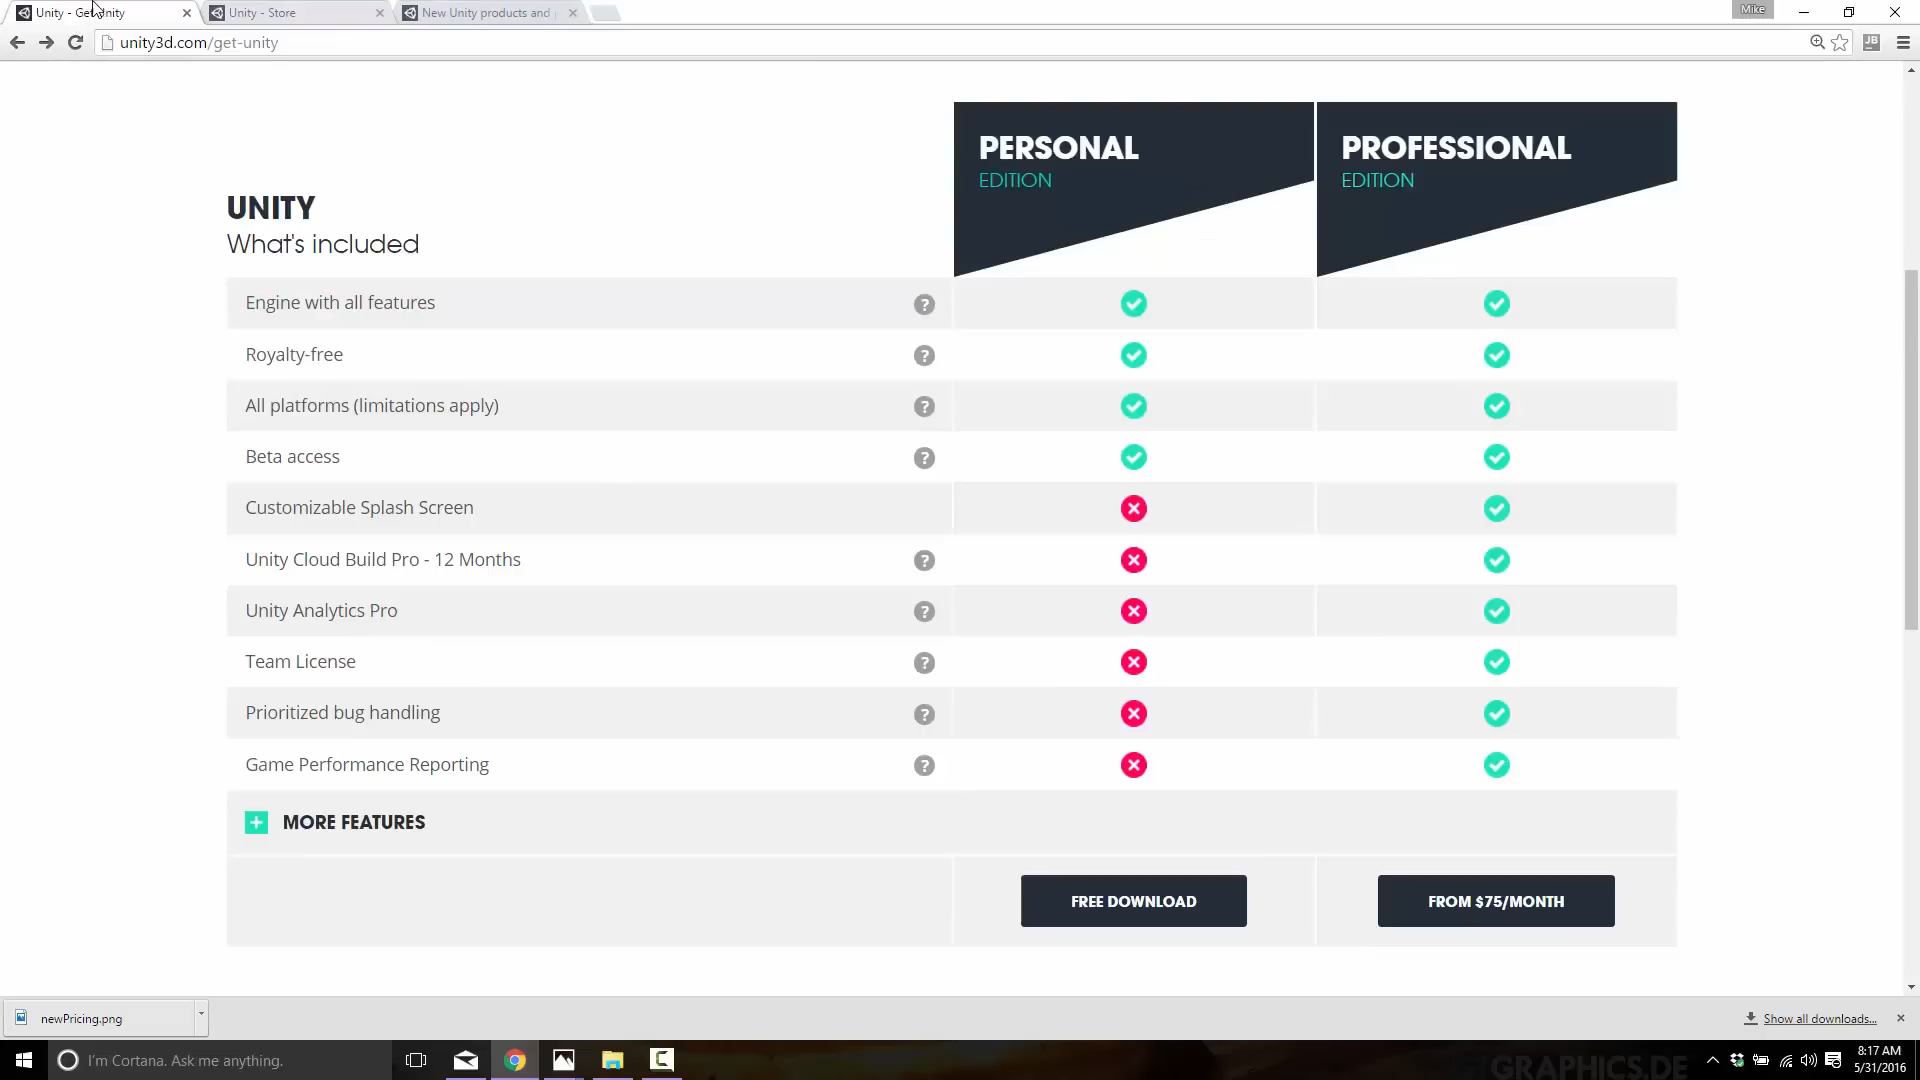 Unity - Get Unity
Unity - Store
New Unity products and
Mike
unity3d.com/get-unity
JB
PERSONAL
EDITION
PROFESSIONAL
EDITION
UNITY
What's included
Engine with all features ?
Royalty-free ?
All platforms (limitations apply) ?
Beta access ?
Customizable Splash Screen
Unity Cloud Build Pro - 12 Months ?
Unity Analytics Pro ?
Team License ?
Prioritized bug handling ?
Game Performance Reporting ?
+ MORE FEATURES
FREE DOWNLOAD
FROM $75/MONTH
newPricing.png
Show all downloads...
I'm Cortana. Ask me anything.
GRAPHICS.DE
8:17 AM
5/31/2016